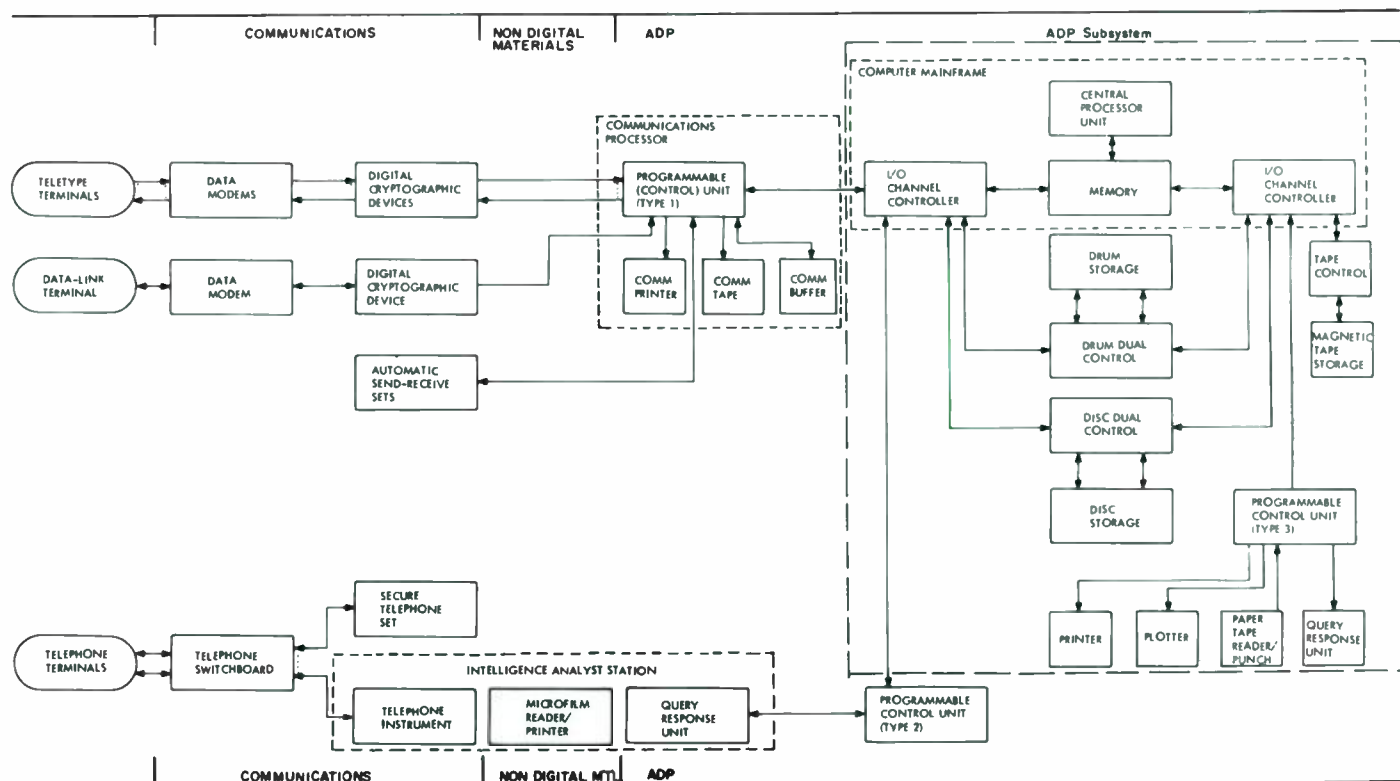 COMMUNICATIONS
NON DIGITAL
MATERIALS
ADP
ADP Subsystem
COMPUTER MAINFRAME
CENTRAL
PROCESSOR
UNIT
COMMUNICATIONS
PROCESSOR
TELETYPE
TERMINALS
DATA
MODEMS
DIGITAL
CRYPTOGRAPHIC
DEVICES
PROGRAMMABLE
(CONTROL) UNIT
(TYPE 1)
I/O
CHANNEL
CONTROLLER
MEMORY
I/O
CHANNEL
CONTROLLER
DATA-LINK
TERMINAL
DATA
MODEM
DIGITAL
CRYPTOGRAPHIC
DEVICE
COMM
PRINTER
COMM
TAPE
COMM
BUFFER
DRUM
STORAGE
TAPE
CONTROL
AUTOMATIC
SEND-RECEIVE
SETS
DRUM DUAL
CONTROL
MAGNETIC
TAPE
STORAGE
DISC DUAL
CONTROL
DISC
STORAGE
PROGRAMMABLE
CONTROL UNIT
(TYPE 3)
SECURE
TELEPHONE
SET
PRINTER
PLOTTER
PAPER
TAPE
READER/
PUNCH
QUERY
RESPONSE
UNIT
TELEPHONE
TERMINALS
TELEPHONE
SWITCHBOARD
INTELLIGENCE ANALYST STATION
TELEPHONE
INSTRUMENT
MICROFILM
READER/
PRINTER
QUERY
RESPONSE
UNIT
PROGRAMMABLE
CONTROL UNIT
(TYPE 2)
COMMUNICATIONS
NON DIGITAL MTL
ADP